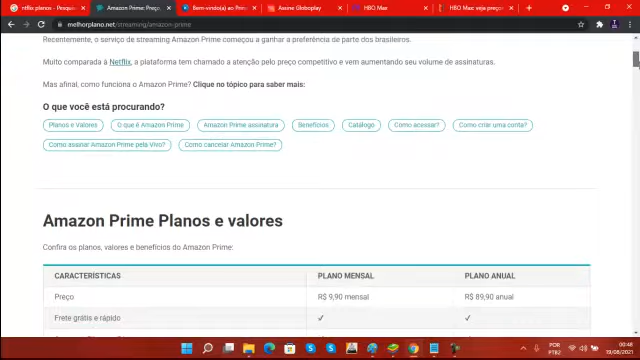 ntflix planos - Pesqui
Amazon Prime: Preço,
Bem-vindo(a) ao Prim
Assine Globoplay
HBO Max
HBO Max: veja preços
melhorplano.net/streaming/amazon-prime
Recentemente, o serviço de streaming Amazon Prime começou a ganhar a preferência de parte dos brasileiros.
Muito comparada à Netflix, a plataforma tem chamado a atenção pelo preço competitivo e vem aumentando seu volume de assinaturas.
Mas afinal, como funciona o Amazon Prime? Clique no tópico para saber mais:
O que você está procurando?
Planos e Valores
O que é Amazon Prime
Amazon Prime assinatura
Benefícios
Catálogo
Como acessar?
Como criar uma conta?
Como assinar Amazon Prime pela Vivo?
Como cancelar Amazon Prime?
Amazon Prime Planos e valores
Confira os planos, valores e benefícios do Amazon Prime:
CARACTERÍSTICAS PLANO MENSAL PLANO ANUAL
Preço R$ 9,90 mensal R$ 89,90 anual
Frete grátis e rápido ✓ ✓
POR
PTB2
00:48
19/08/2021